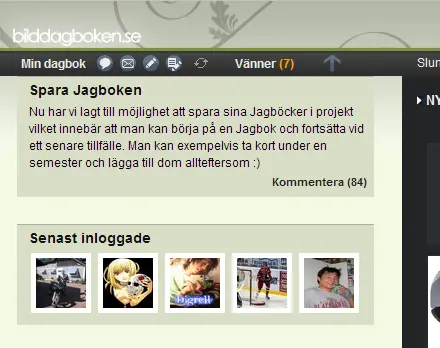 bilddagboken.se
Min dagbok Vänner (7) Slun
Spara Jagboken
Nu har vi lagt till möjlighet att spara sina Jagböcker i projekt
vilket innebär att man kan börja på en Jagbok och fortsätta vid
ett senare tillfälle. Man kan exempelvis ta kort under en
semester och lägga till dom allteftersom :)
Kommentera (84)
NY
Senast inloggade
Digrell